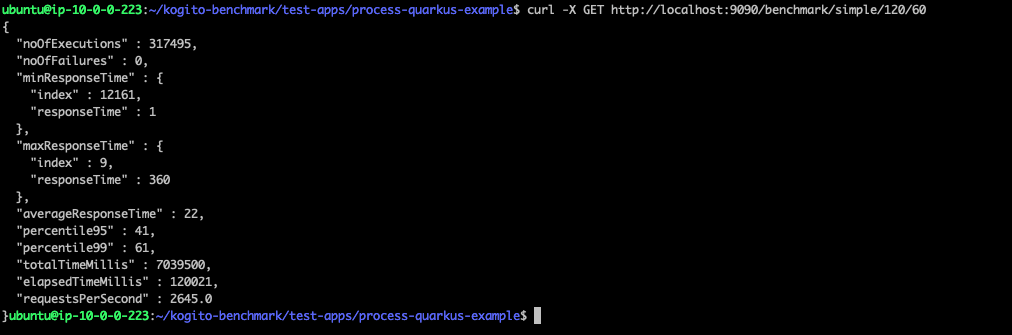 ubuntu@ip-10-0-0-223:~/kogito-benchmark/test-apps/process-quarkus-example$ curl -X GET http://localhost:9090/benchmark/simple/120/60
{
  "noOfExecutions" : 317495,
  "noOfFailures" : 0,
  "minResponseTime" : {
    "index" : 12161,
    "responseTime" : 1
  },
  "maxResponseTime" : {
    "index" : 9,
    "responseTime" : 360
  },
  "averageResponseTime" : 22,
  "percentile95" : 41,
  "percentile99" : 61,
  "totalTimeMillis" : 7039500,
  "elapsedTimeMillis" : 120021,
  "requestsPerSecond" : 2645.0
}ubuntu@ip-10-0-0-223:~/kogito-benchmark/test-apps/process-quarkus-example$